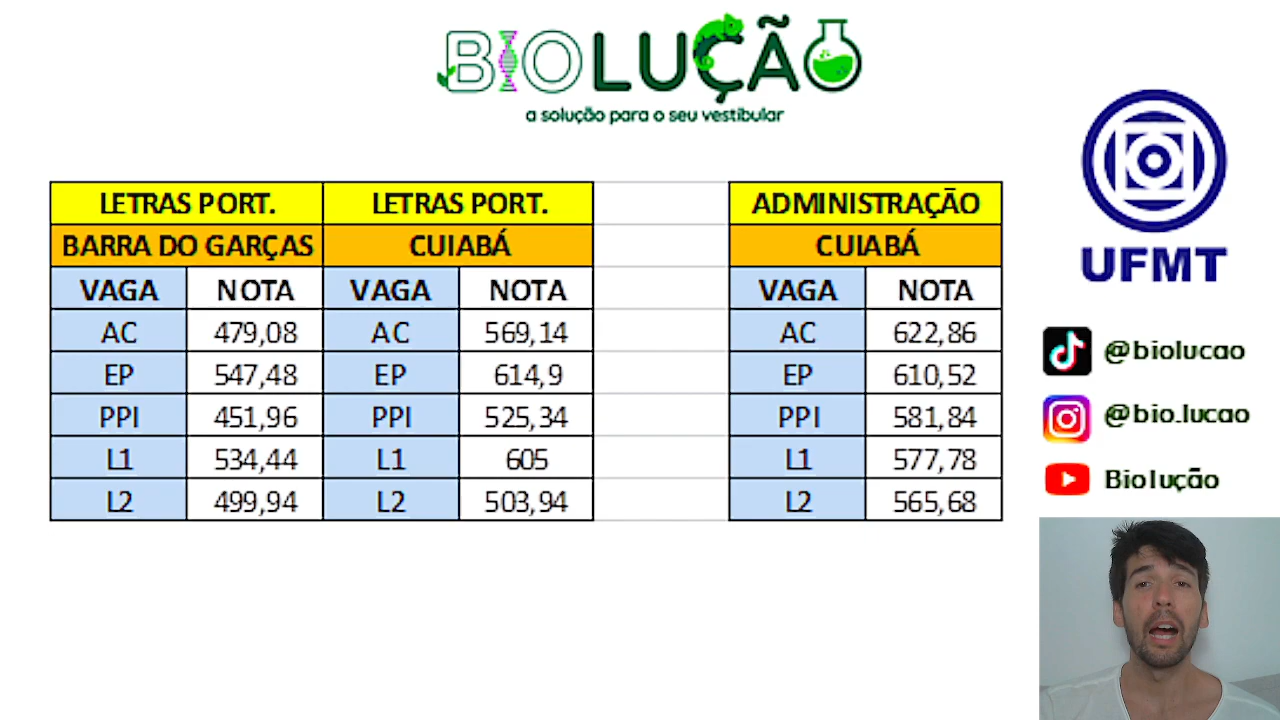 BIOLUÇÃO
a solução para o seu vestibular
LETRAS PORT. LETRAS PORT. ADMINISTRAÇÃO
BARRA DO GARÇAS CUIABÁ CUIABÁ
VAGA NOTA VAGA NOTA VAGA NOTA
AC 479,08 AC 569,14 AC 622,86
EP 547,48 EP 614,9 EP 610,52
PPI 451,96 PPI 525,34 PPI 581,84
L1 534,44 L1 605 L1 577,78
L2 499,94 L2 503,94 L2 565,68
UFMT
@biolucao
@bio.lucao
Biolução